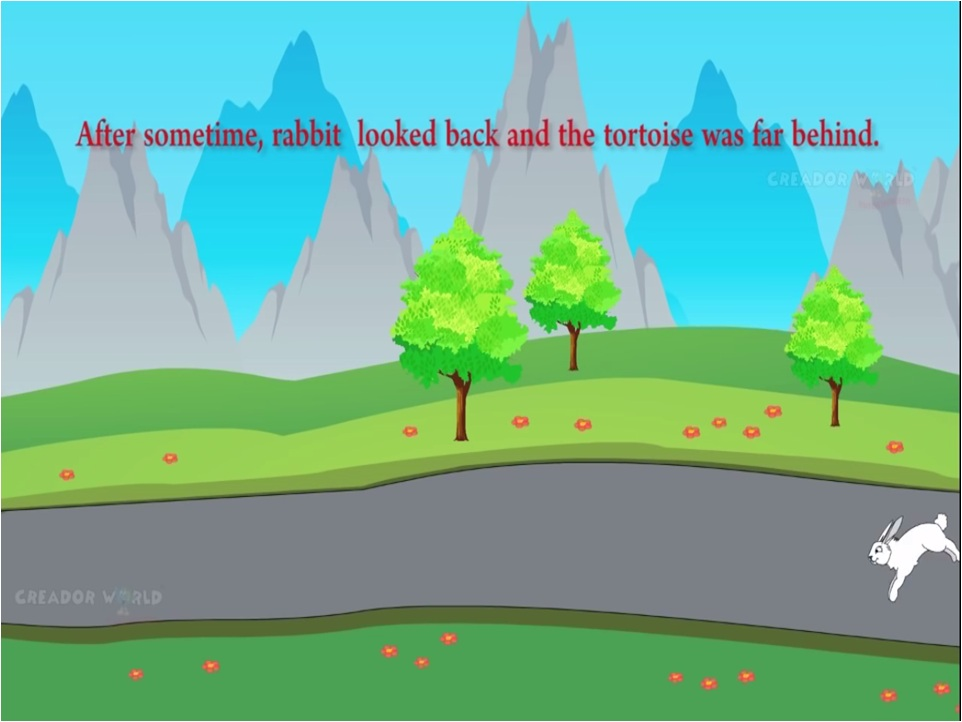 After sometime, rabbit looked back and the tortoise was far behind.
CREADOR WORLD
CREADOR WORLD